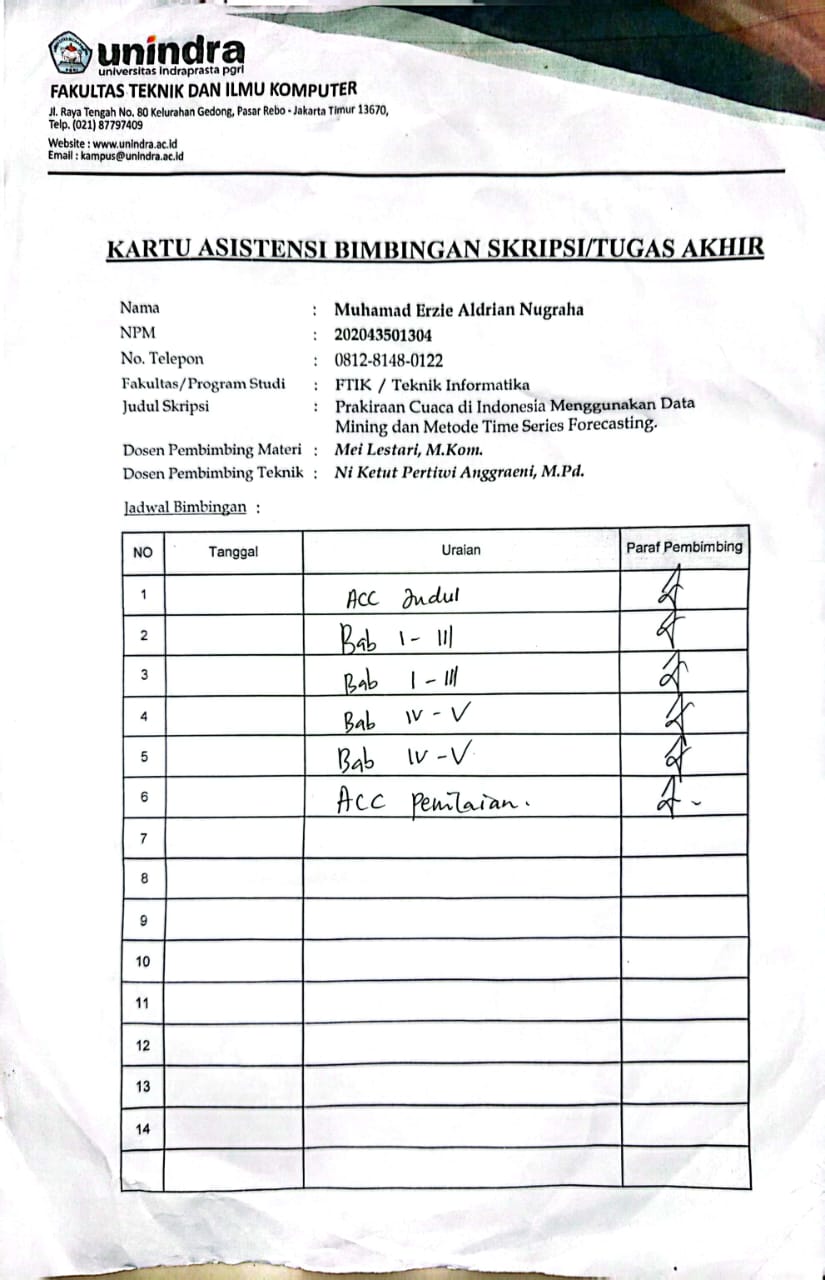 unindra
universitas indraprasta pgri
FAKULTAS TEKNIK DAN ILMU KOMPUTER
Jl. Raya Tengah No. 80 Kelurahan Gedong, Pasar Rebo - Jakarta Timur 13670,
Telp. (021) 87797409
Website : www.unindra.ac.id
Email : kampus@unindra.ac.id
KARTU ASISTENSI BIMBINGAN SKRIPSI/TUGAS AKHIR
Nama : Muhamad Erzie Aldrian Nugraha
NPM : 202043501304
No. Telepon : 0812-8148-0122
Fakultas/Program Studi : FTIK / Teknik Informatika
Judul Skripsi : Prakiraan Cuaca di Indonesia Menggunakan Data
Mining dan Metode Time Series Forecasting.
Dosen Pembimbing Materi : Mei Lestari, M.Kom.
Dosen Pembimbing Teknik : Ni Ketut Pertiwi Anggraeni, M.Pd.
Jadwal Bimbingan :
NO Tanggal Uraian Paraf Pembimbing
1 ACC Judul
2 Bab I - III
3 Bab I - III
4 Bab IV - V
5 Bab IV - V
6 ACC penilaian.
7
8
9
10
11
12
13
14